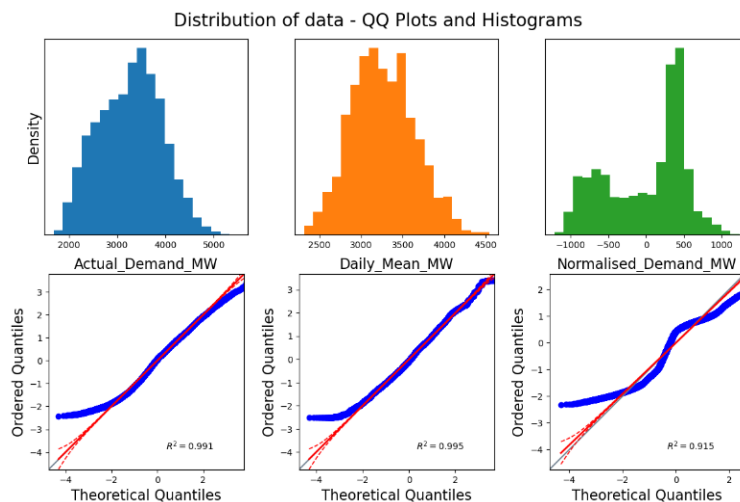 Distribution of data - QQ Plots and Histograms
Density
2000 3000 4000 5000
2500 3000 3500 4000 4500
-1000 -500 0 500 1000
Actual_Demand_MW
Daily_Mean_MW
Normalised_Demand_MW
Ordered Quantiles
3
2
1
0
−1
−2
−3
−4
R² = 0.991
−4 −2 0 2
Theoretical Quantiles
Ordered Quantiles
3
2
1
0
−1
−2
−3
−4
R² = 0.995
−4 −2 0 2
Theoretical Quantiles
Ordered Quantiles
2
1
0
−1
−2
−3
−4
R² = 0.915
−4 −2 0 2
Theoretical Quantiles